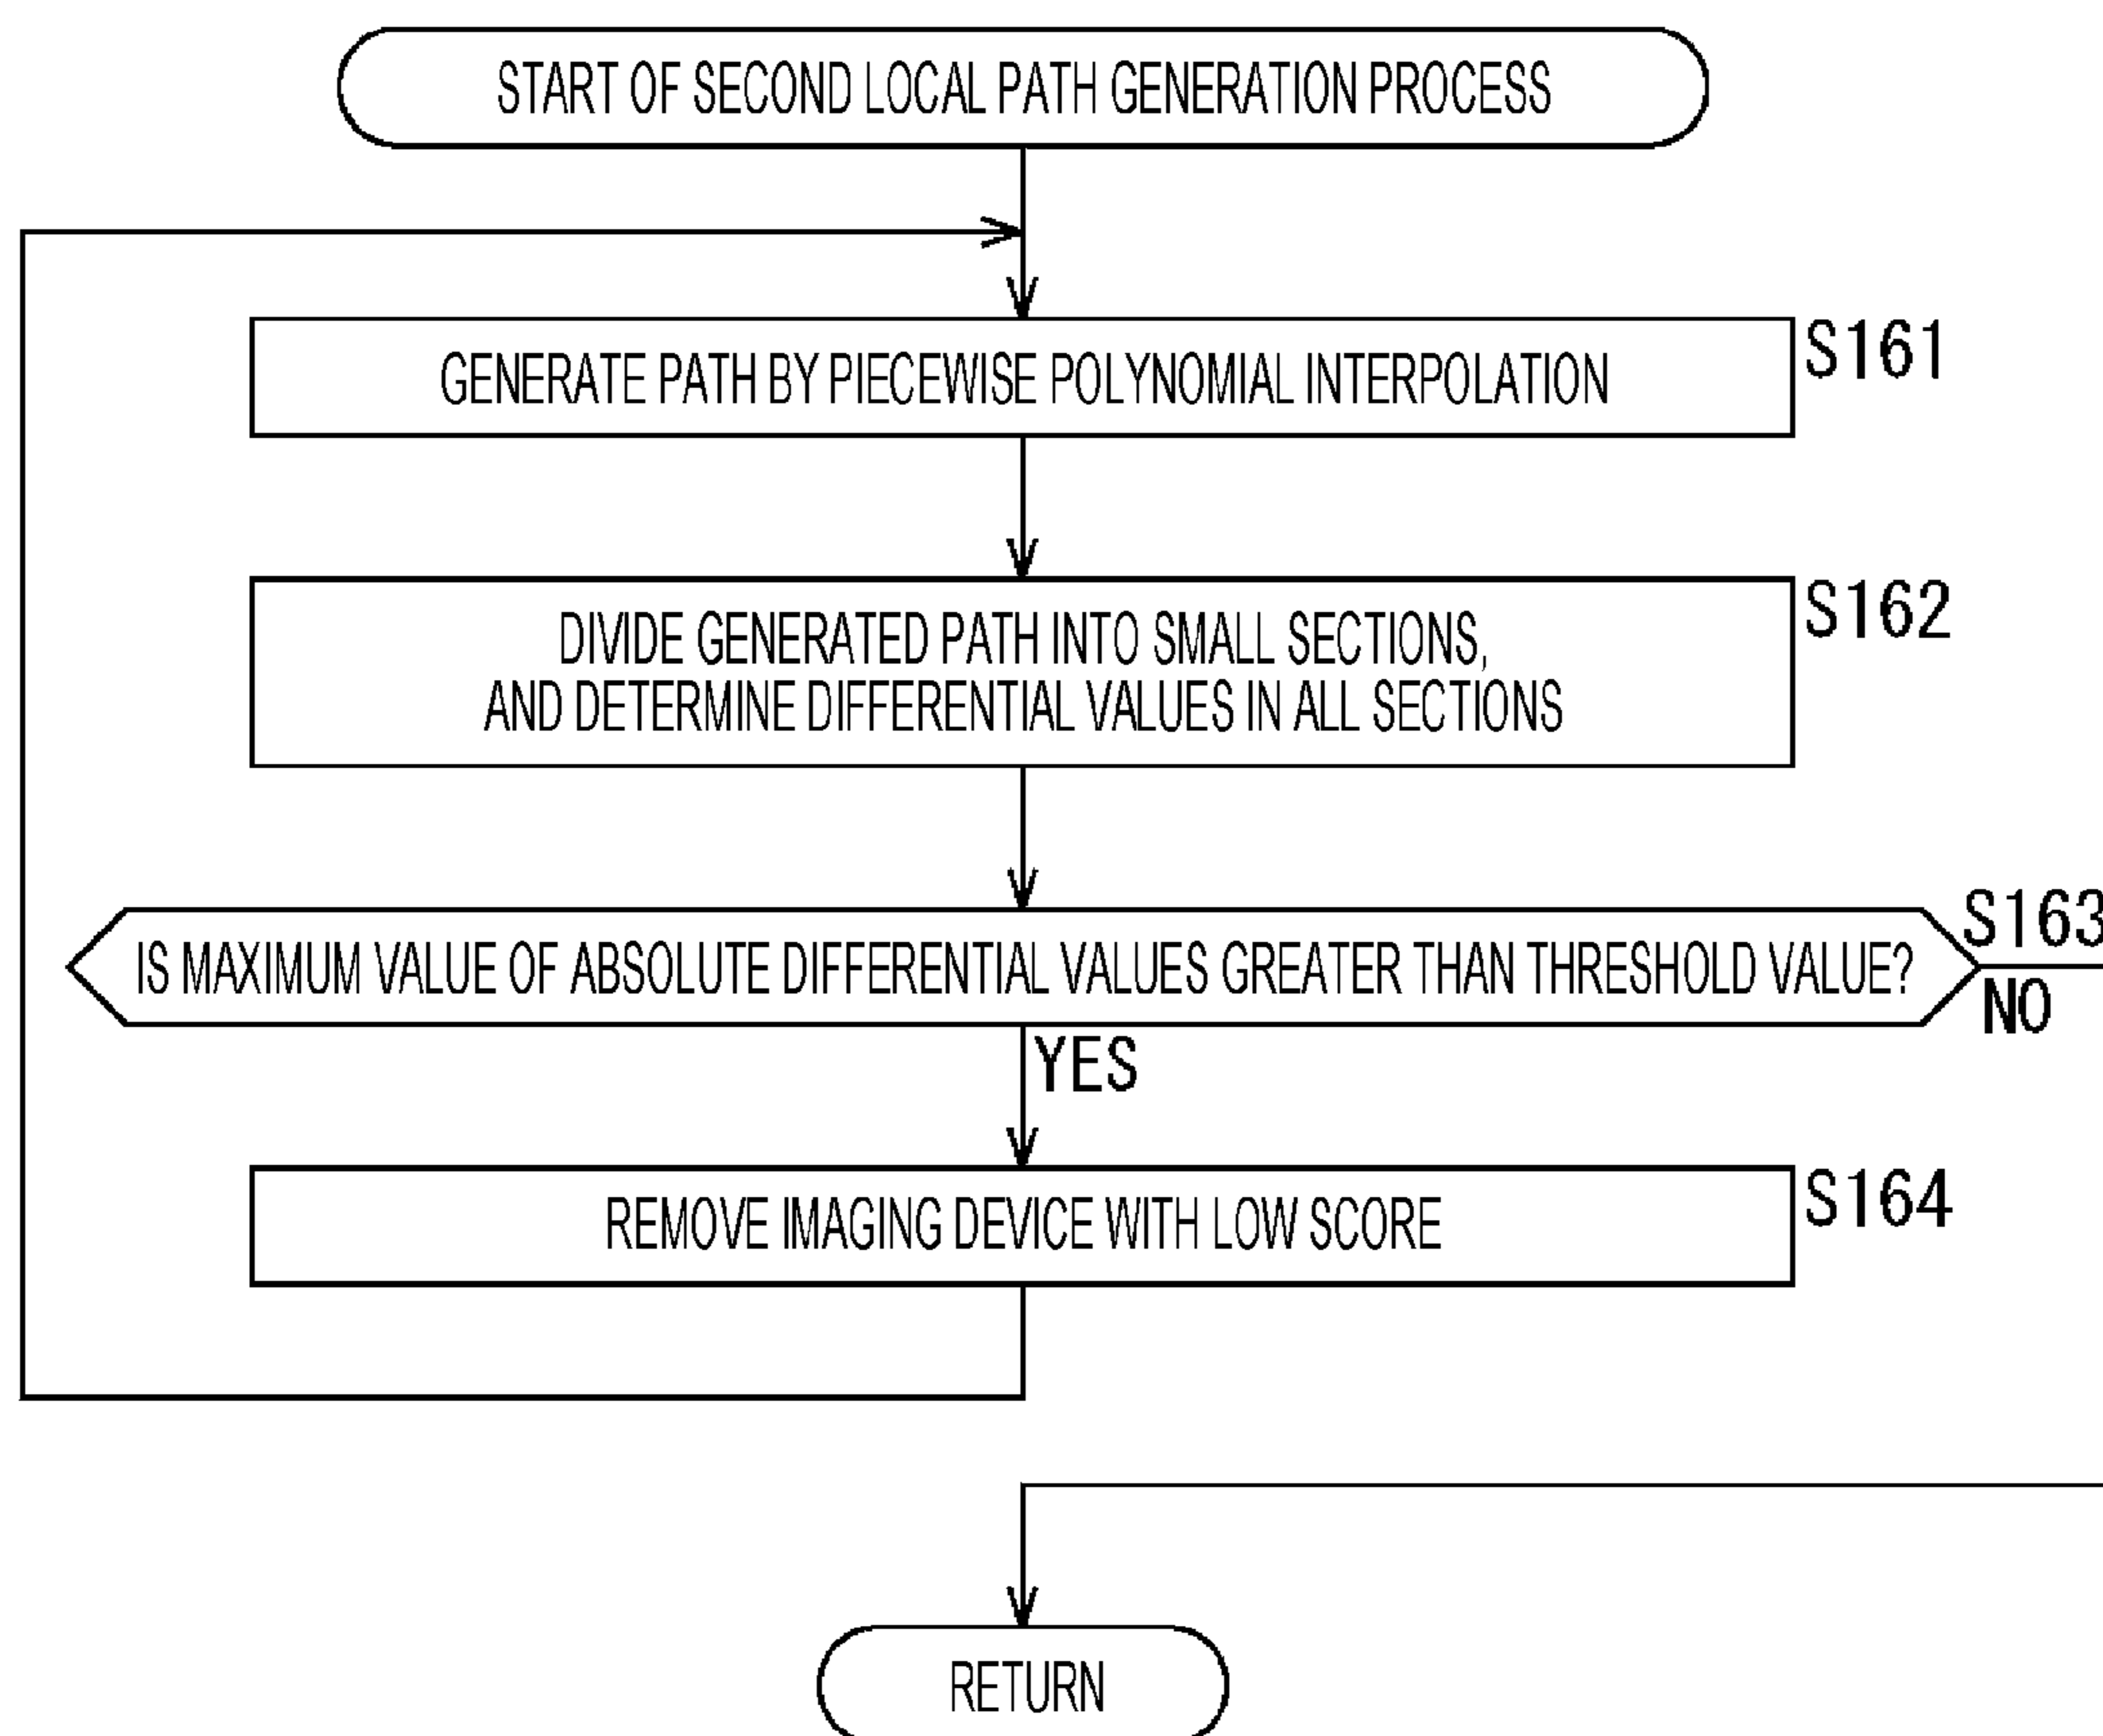 START OF SECOND LOCAL PATH GENERATION PROCESS
GENERATE PATH BY PIECEWISE POLYNOMIAL INTERPOLATION
S161
DIVIDE GENERATED PATH INTO SMALL SECTIONS,
AND DETERMINE DIFFERENTIAL VALUES IN ALL SECTIONS
S162
IS MAXIMUM VALUE OF ABSOLUTE DIFFERENTIAL VALUES GREATER THAN THRESHOLD VALUE?
S163
NO
YES
REMOVE IMAGING DEVICE WITH LOW SCORE
S164
RETURN